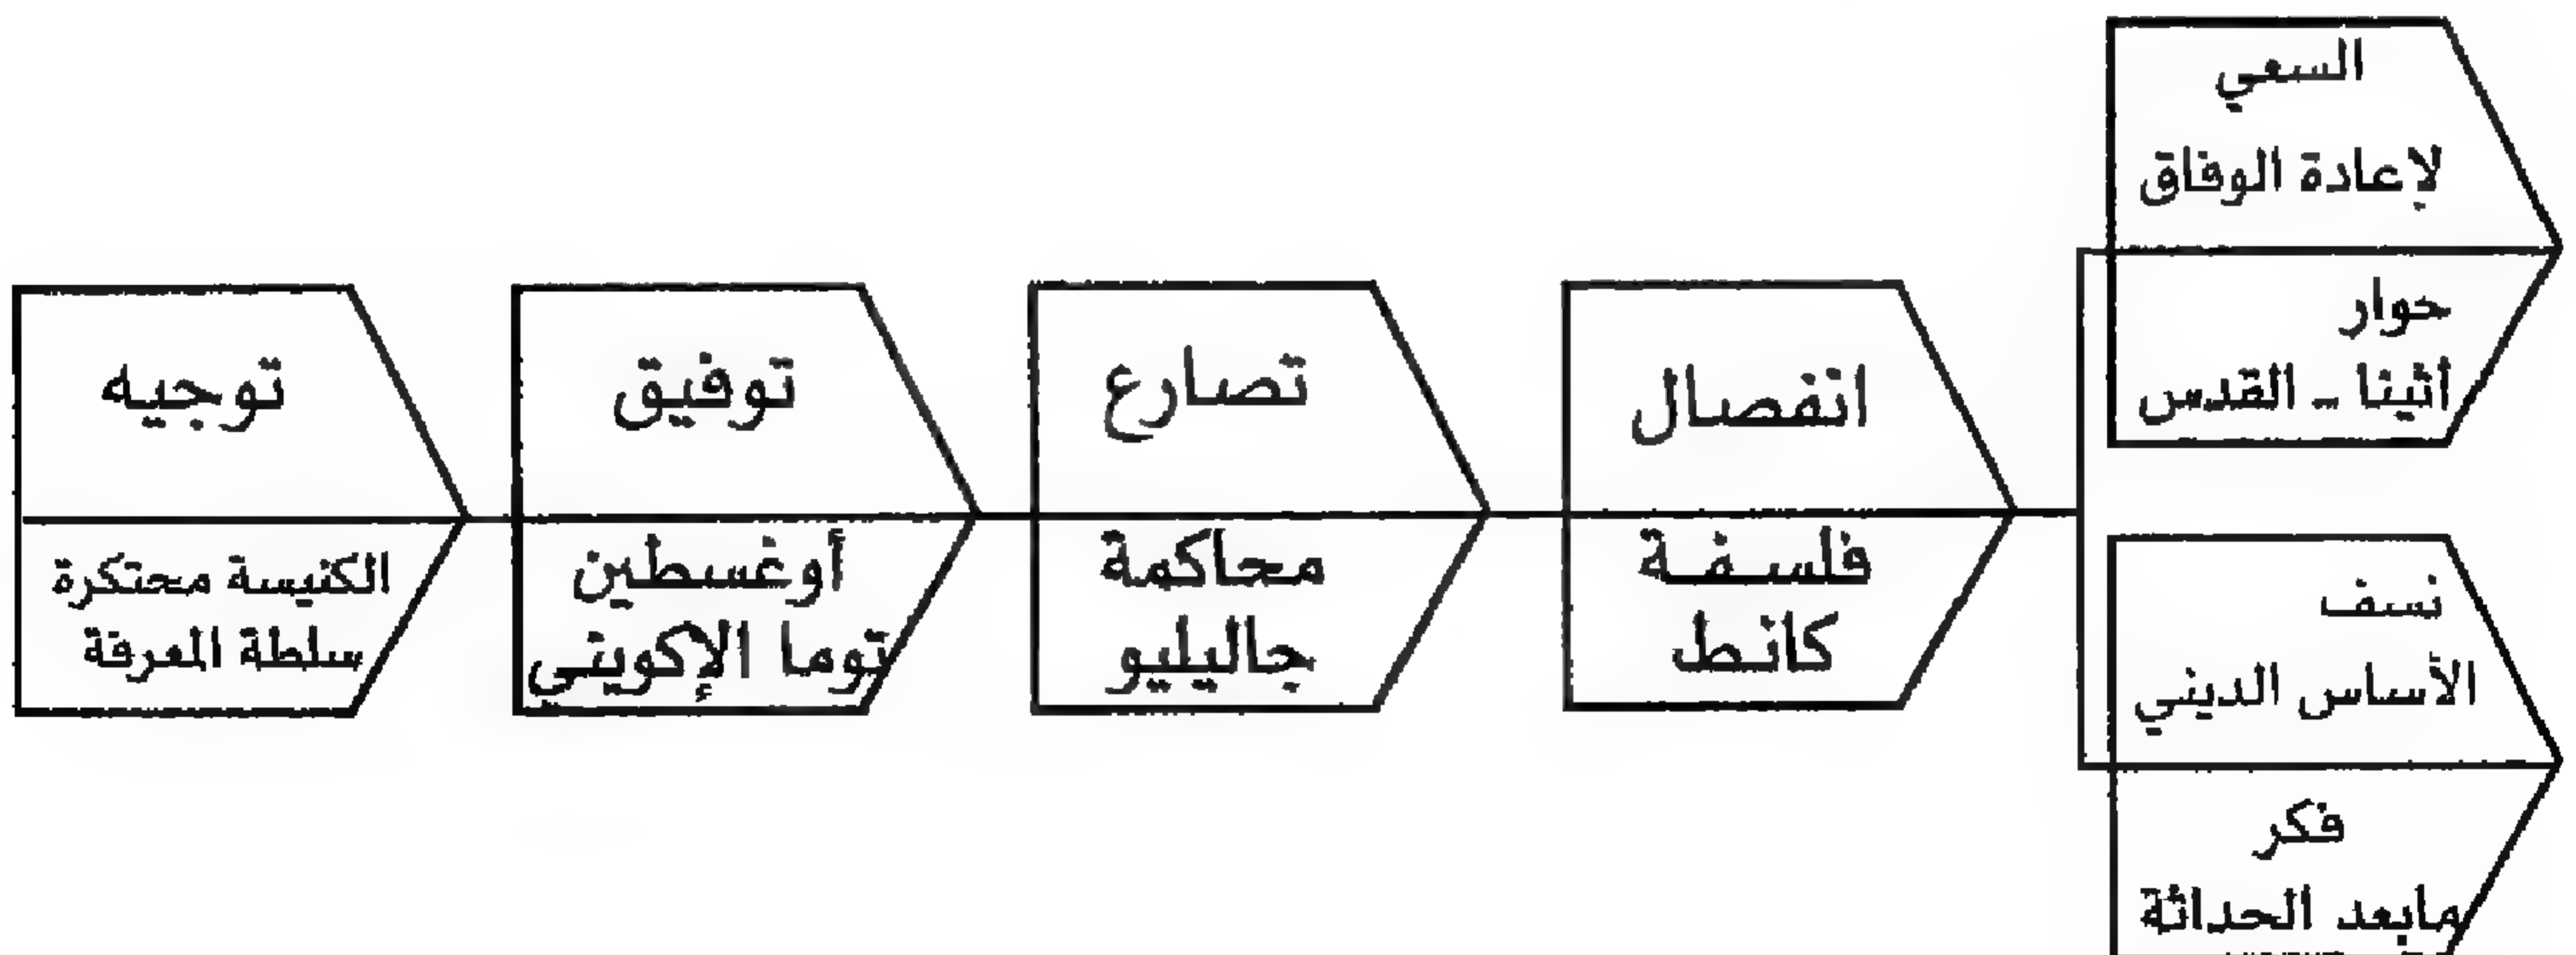 توجيه
الكنيسة محتكرة
سلطة المعرفة
توفيق
أوغسطين
توما الإكويني
تصارع
محاكمة
جاليليو
انفصال
فلسفة
كانط
السعي
لإعادة الوفاق
حوار
أثينا - القدس
نسف
الأساس الديني
فكر
مابعد الحداثة